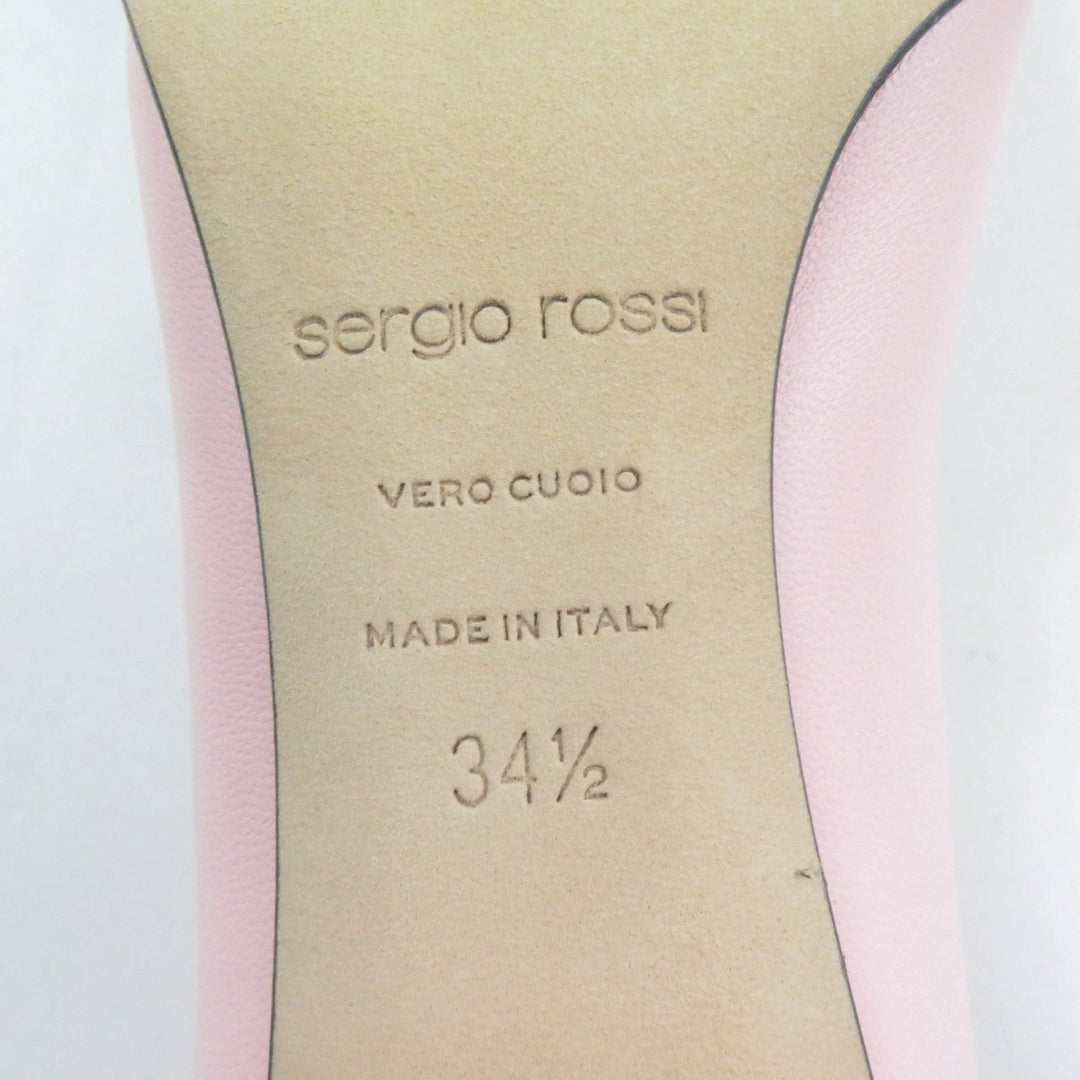 sergio rossi
VERO CUOIO
MADE IN ITALY
34½